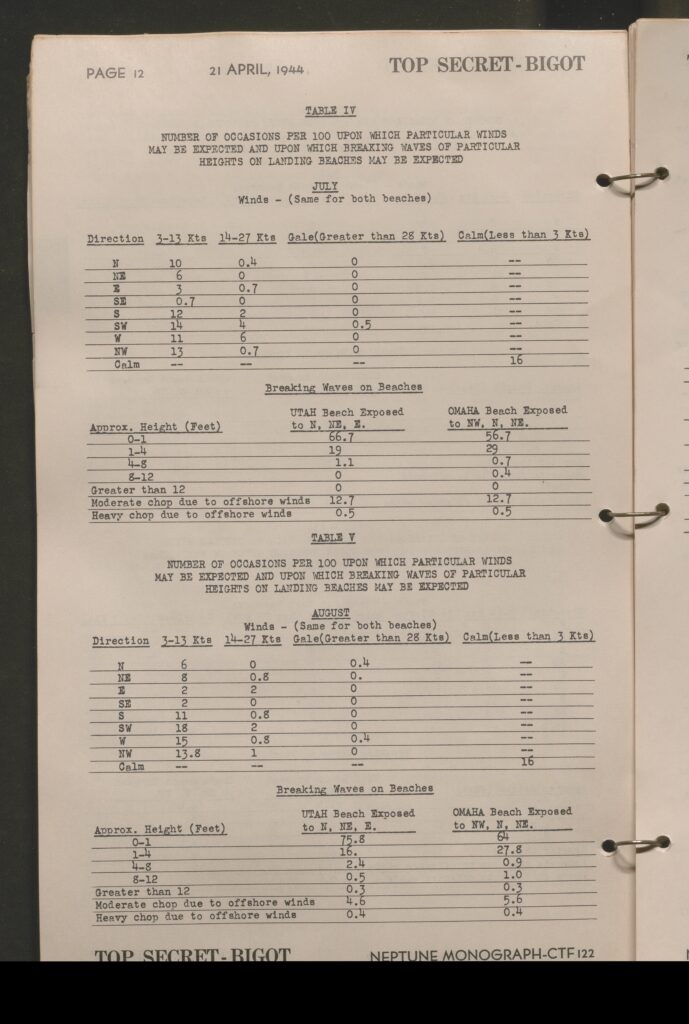 PAGE 12 21 APRIL, 1944 TOP SECRET-BIGOT
TABLE IV
NUMBER OF OCCASIONS PER 100 UPON WHICH PARTICULAR WINDS
MAY BE EXPECTED AND UPON WHICH BREAKING WAVES OF PARTICULAR
HEIGHTS ON LANDING BEACHES MAY BE EXPECTED
JULY
Winds - (Same for both beaches)
Direction 3-13 Kts 14-27 Kts Gale(Greater than 28 Kts) Calm(Less than 3 Kts)
N 10 0.4 0 --
NE 6 0 0 --
E 3 0.7 0 --
SE 0.7 0 0 --
S 12 2 0 --
SW 14 4 0.5 --
W 11 6 0 --
NW 13 0.7 0 --
Calm -- -- -- 16
Breaking Waves on Beaches
UTAH Beach Exposed OMAHA Beach Exposed
Approx. Height (Feet) to N, NE, E. to NW, N, NE.
0-1 66.7 56.7
1-4 19 29
4-8 1.1 0.7
8-12 0 0.4
Greater than 12 0 0
Moderate chop due to offshore winds 12.7 12.7
Heavy chop due to offshore winds 0.5 0.5
TABLE V
NUMBER OF OCCASIONS PER 100 UPON WHICH PARTICULAR WINDS
MAY BE EXPECTED AND UPON WHICH BREAKING WAVES OF PARTICULAR
HEIGHTS ON LANDING BEACHES MAY BE EXPECTED
AUGUST
Winds - (Same for both beaches)
Direction 3-13 Kts 14-27 Kts Gale(Greater than 28 Kts) Calm(Less than 3 Kts)
N 6 0 0.4 --
NE 8 0.8 0. --
E 2 2 0 --
SE 2 0 0 --
S 11 0.8 0 --
SW 18 2 0 --
W 15 0.8 0.4 --
NW 13.8 1 0 --
Calm -- -- -- 16
Breaking Waves on Beaches
UTAH Beach Exposed OMAHA Beach Exposed
Approx. Height (Feet) to N, NE, E. to NW, N, NE.
0-1 75.8 64
1-4 16. 27.8
4-8 2.4 0.9
8-12 0.5 1.0
Greater than 12 0.3 0.3
Moderate chop due to offshore winds 4.6 5.6
Heavy chop due to offshore winds 0.4 0.4
TOP SECRET-BIGOT NEPTUNE MONOGRAPH-CTF 122